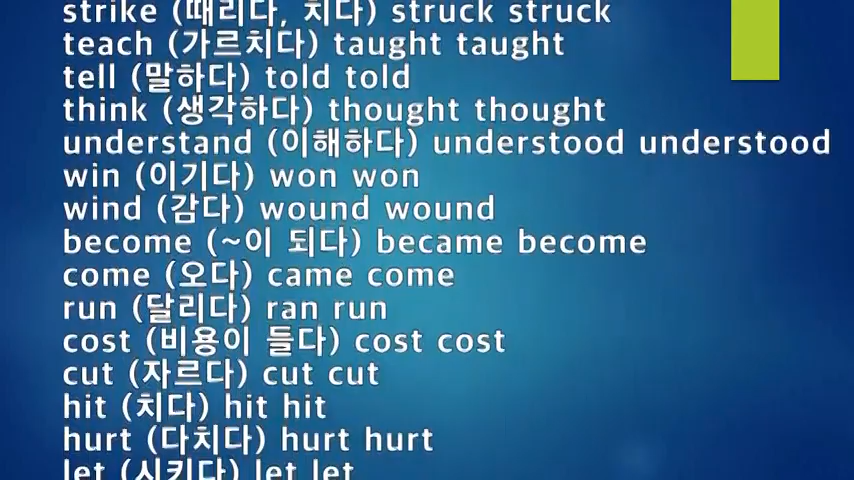 strike (때리다, 치다) struck struck
teach (가르치다) taught taught
tell (말하다) told told
think (생각하다) thought thought
understand (이해하다) understood understood
win (이기다) won won
wind (감다) wound wound
become (~이 되다) became become
come (오다) came come
run (달리다) ran run
cost (비용이 들다) cost cost
cut (자르다) cut cut
hit (치다) hit hit
hurt (다치다) hurt hurt
let (시키다) let let